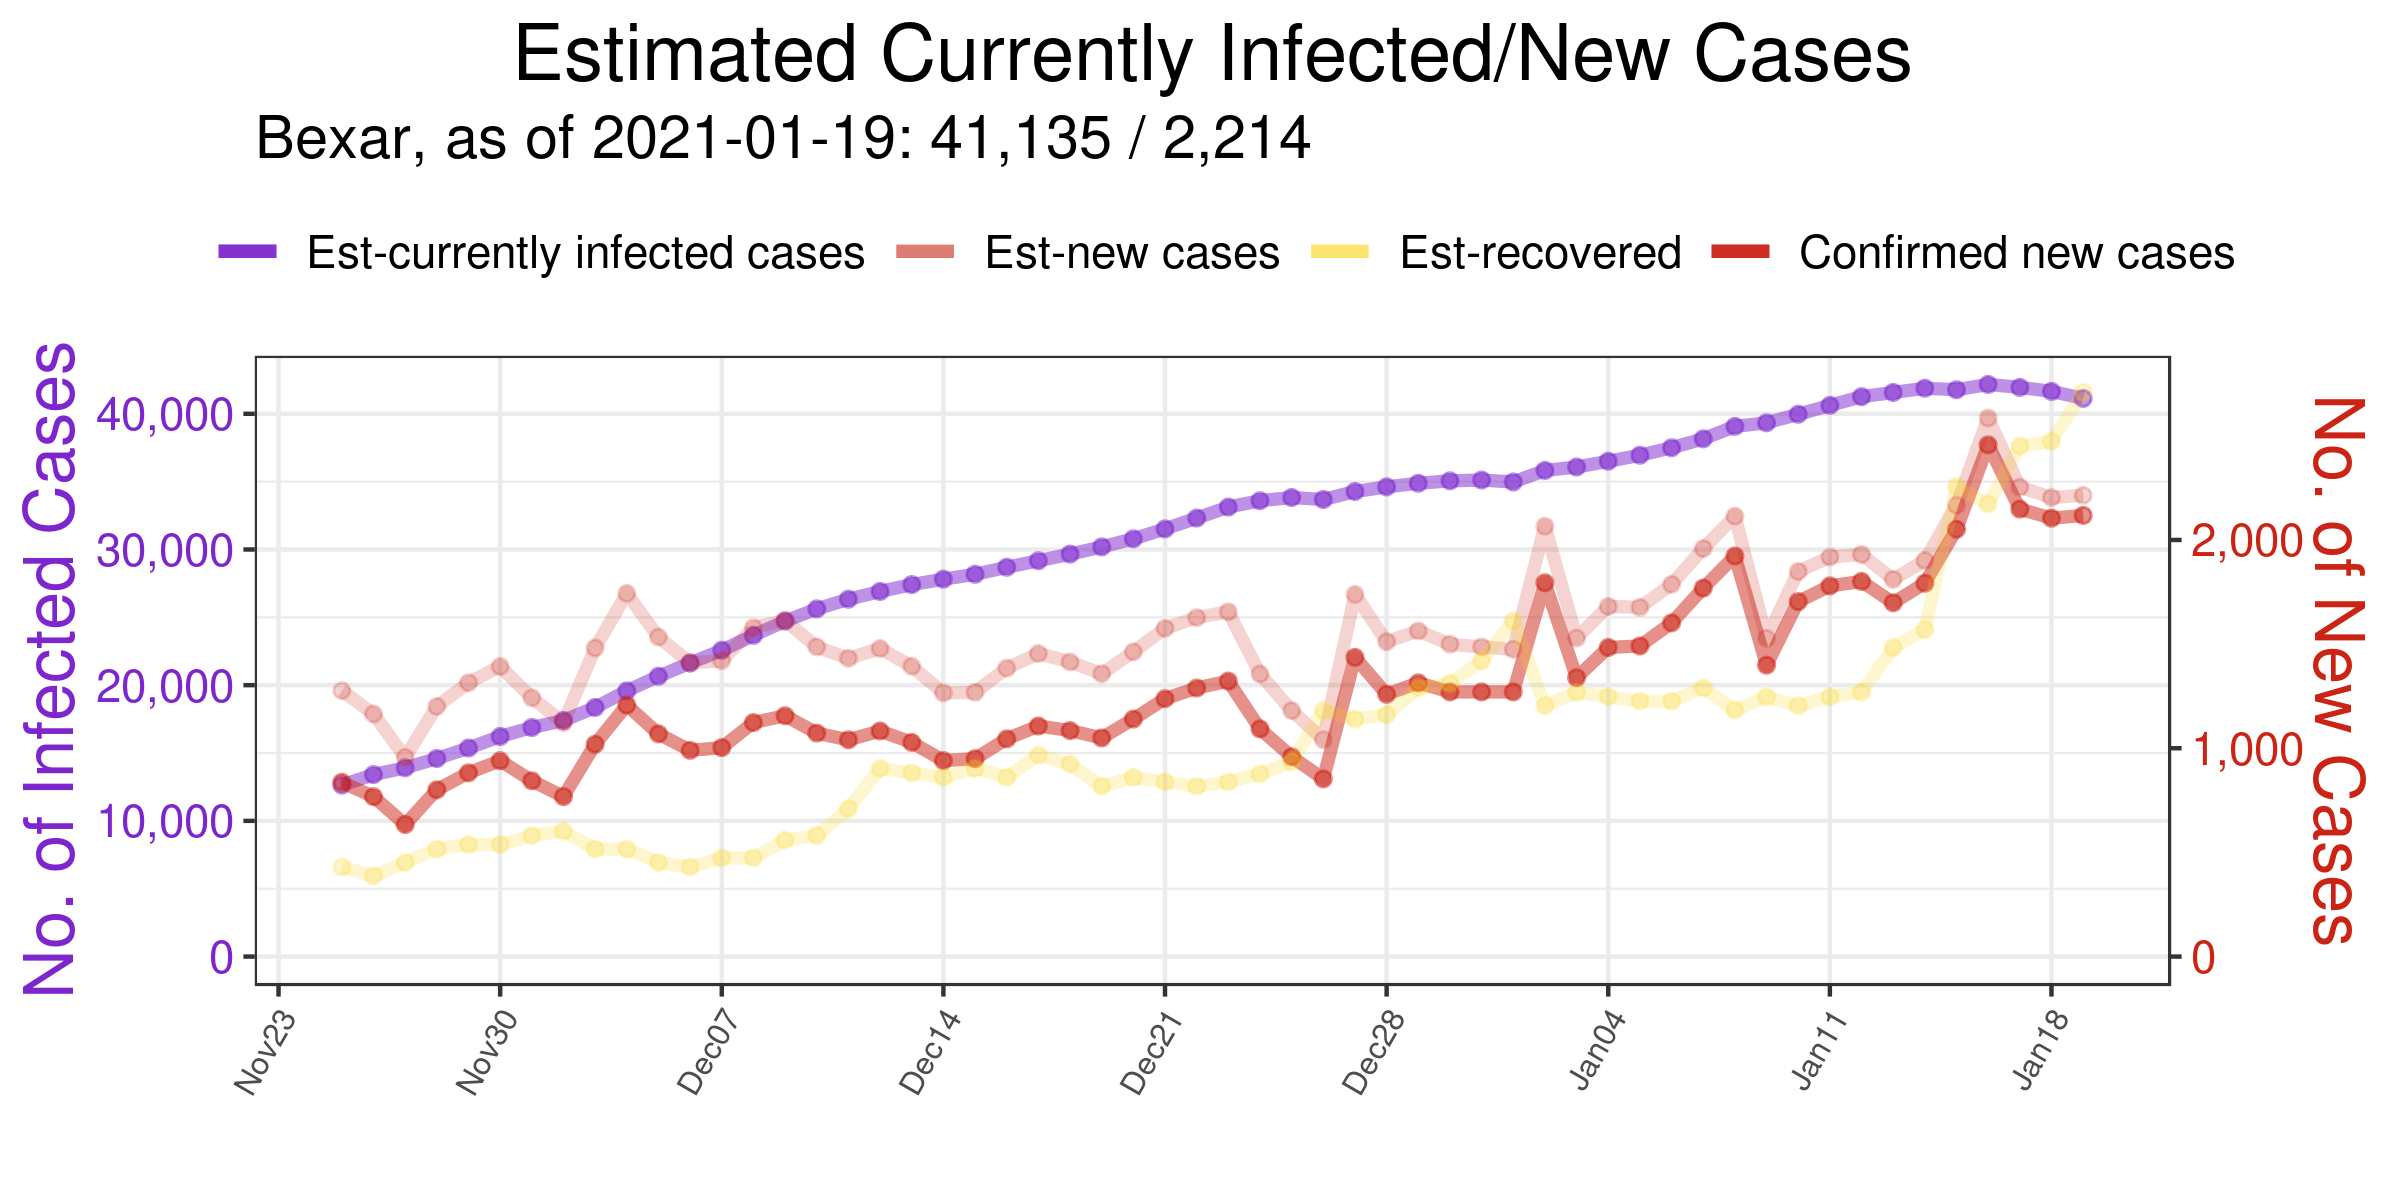 Estimated Currently Infected/New Cases
Bexar, as of 2021-01-19: 41,135 / 2,214
Est-currently infected cases Est-new cases Est-recovered Confirmed new cases
No. of Infected Cases
40,000
30,000
20,000
10,000
0
No. of New Cases
2,000
1,000
0
Nov23 Nov30 Dec07 Dec14 Dec21 Dec28 Jan04 Jan11 Jan18